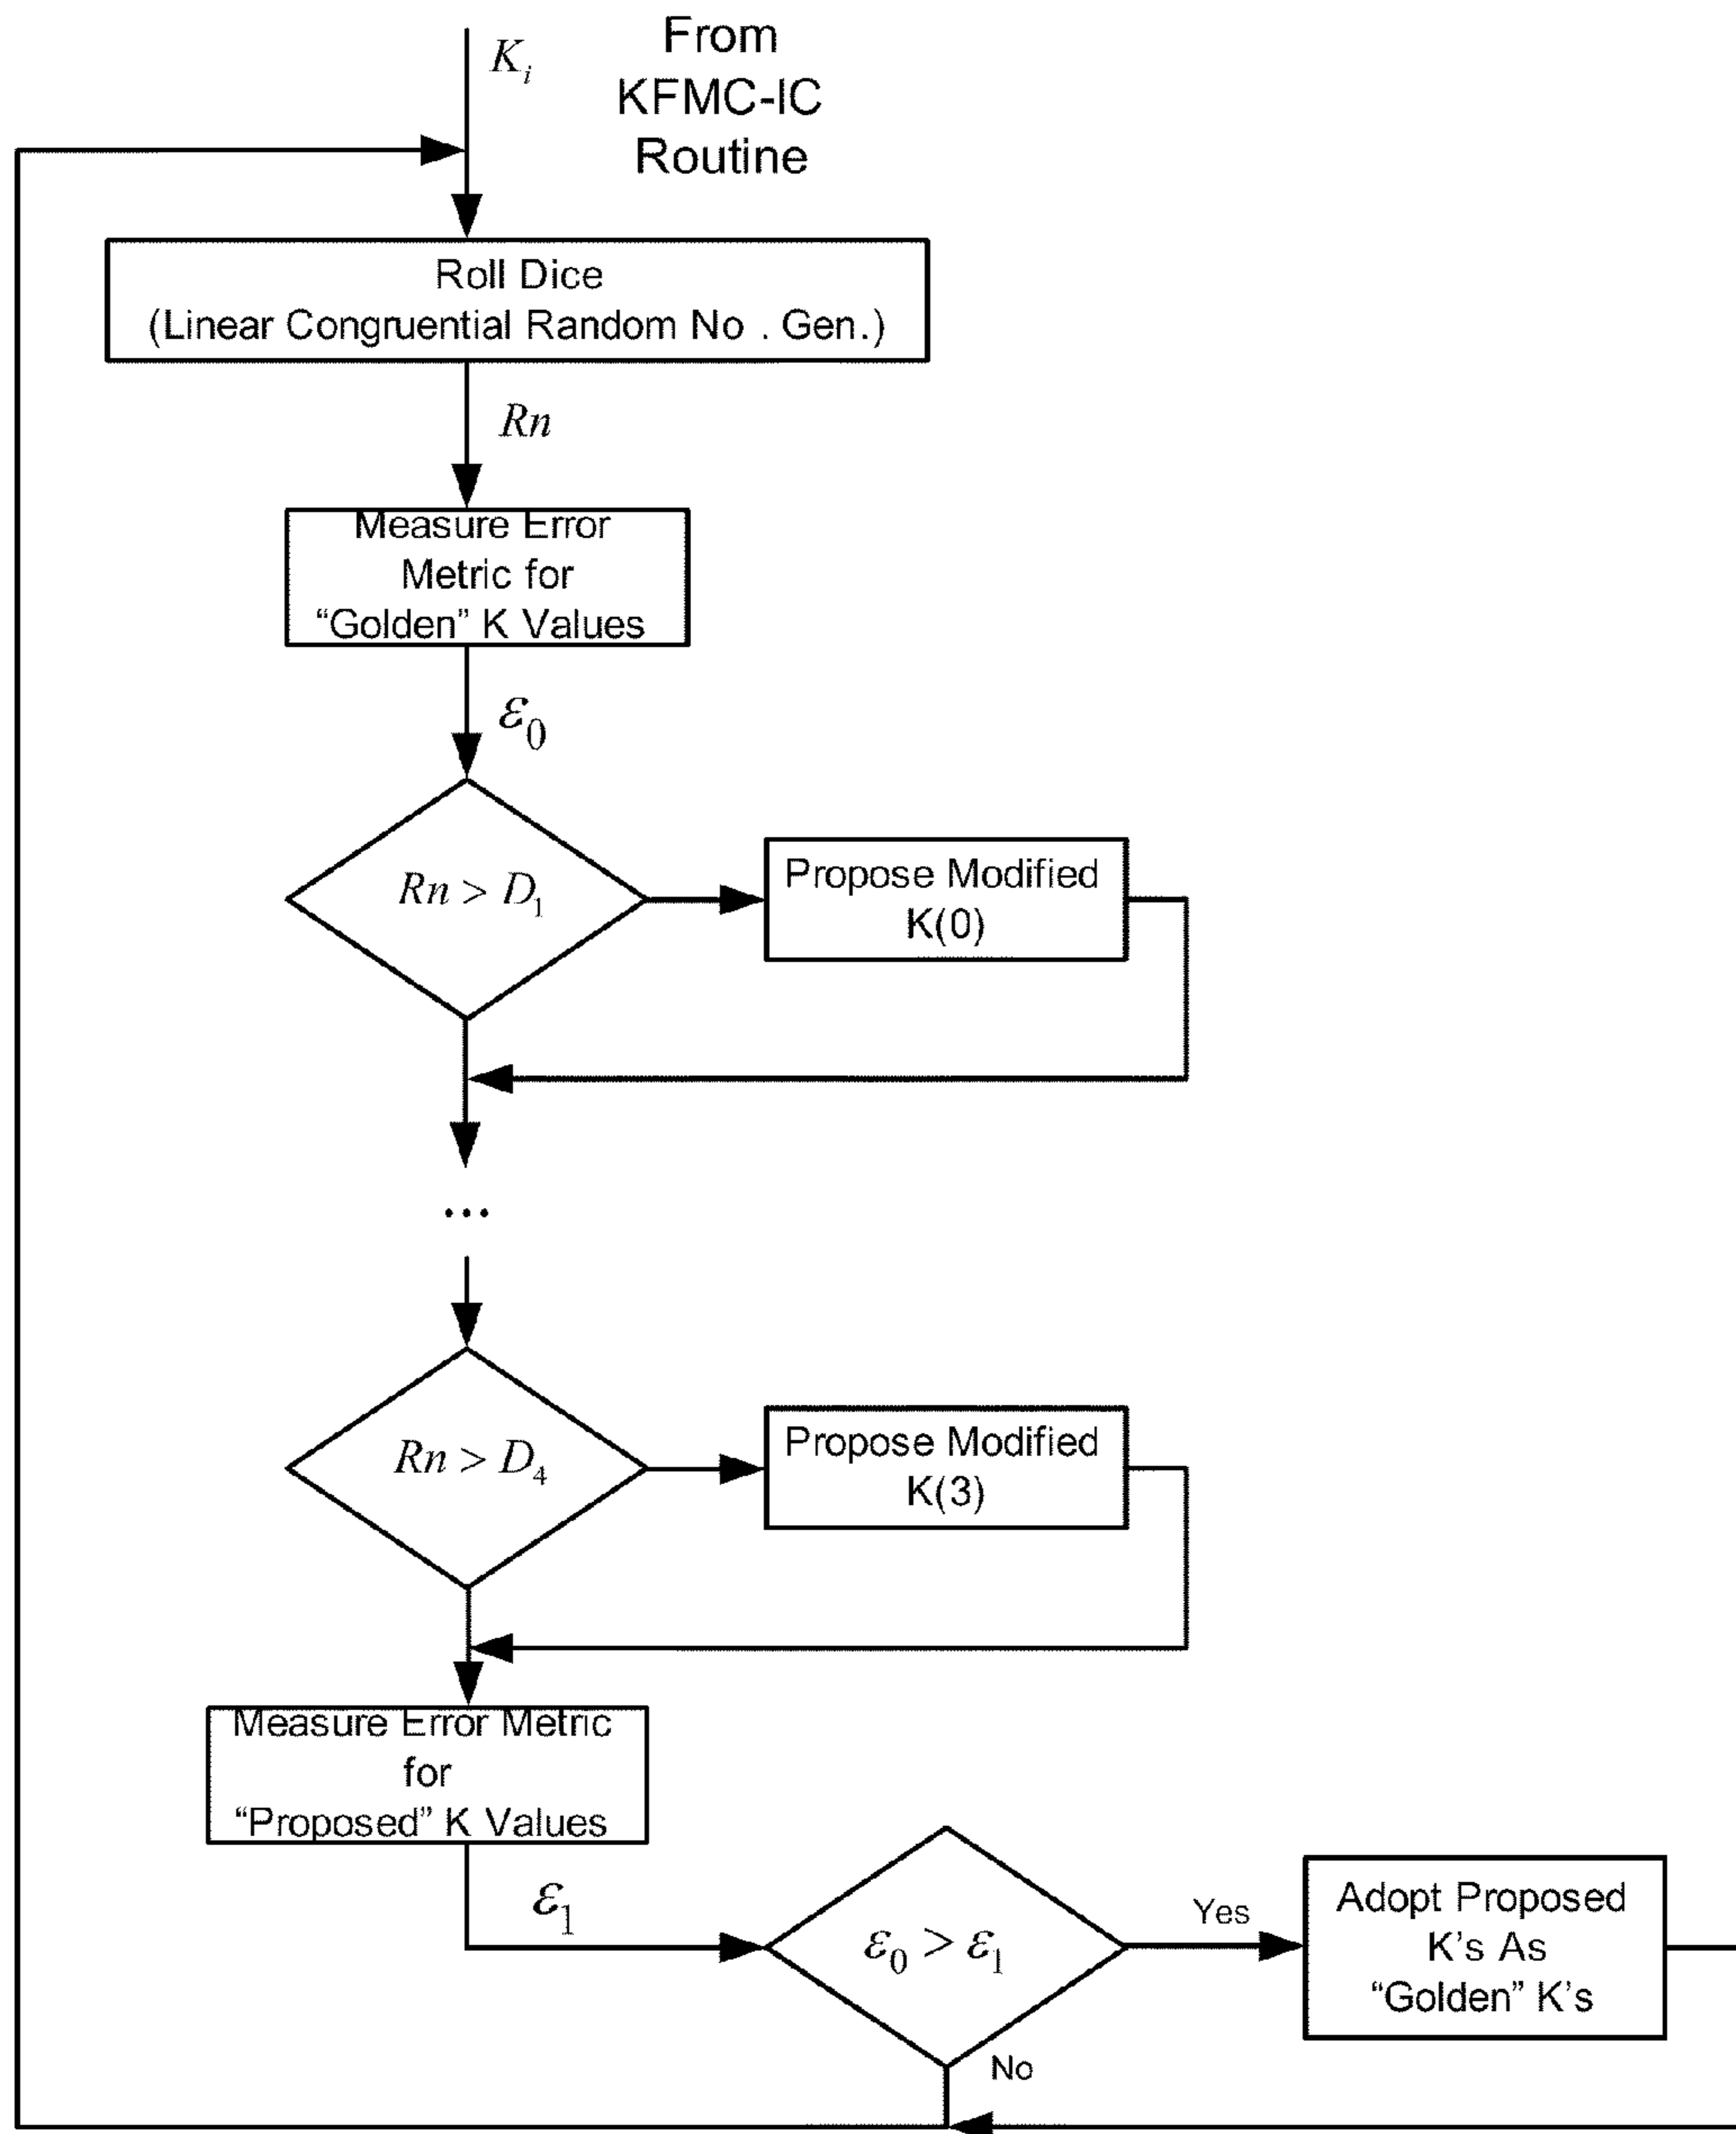 K_i
From
KFMC-IC
Routine
Roll Dice
(Linear Congruential Random No . Gen.)
Rn
Measure Error
Metric for
“Golden” K Values
ε_0
Rn > D_1
Propose Modified
K(0)
...
Rn > D_4
Propose Modified
K(3)
Measure Error Metric
for
“Proposed” K Values
ε_1
ε_0 > ε_1
Yes
Adopt Proposed
K's As
“Golden” K's
No